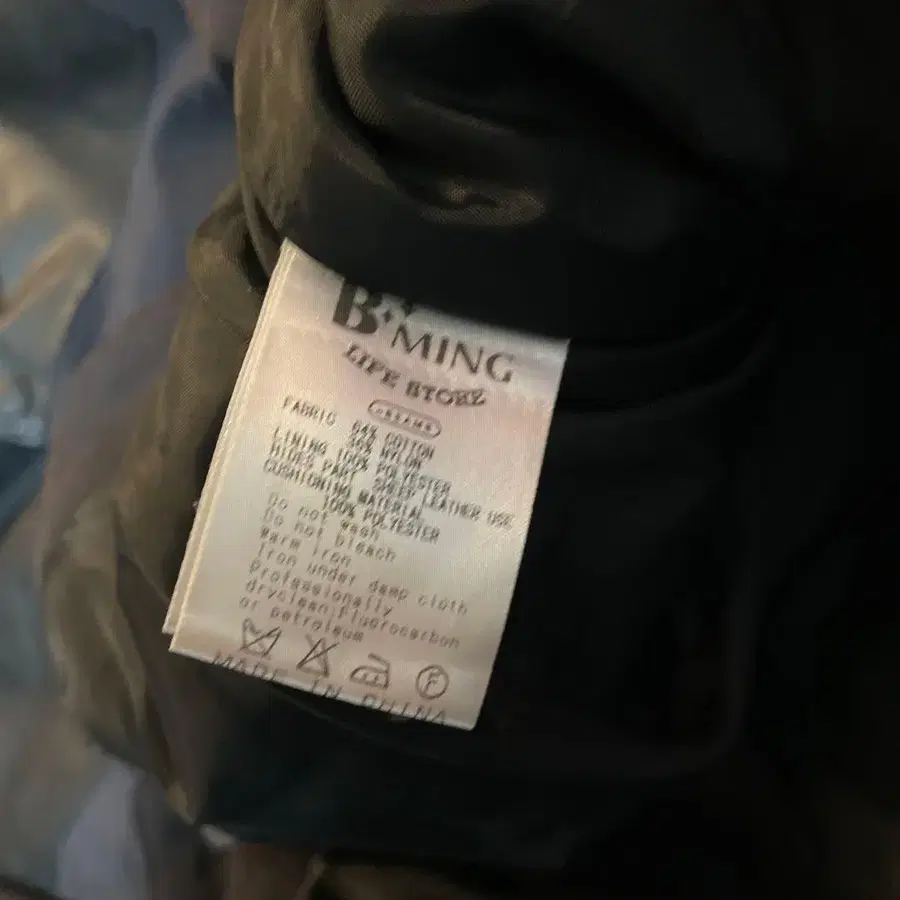 B:MING
LIFE STORE
BEAMS
FABRIC 64% COTTON
36% NYLON
LINING 100% POLYESTER
HIDES PART SHEEP LEATHER USE
CUSHIONING MATERIAL
100% POLYESTER
Do not wash
Do not bleach
Warm iron
Iron under damp cloth
Professionally
dryclean:Fluorocarbon
or petroleum
F
MADE IN CHINA